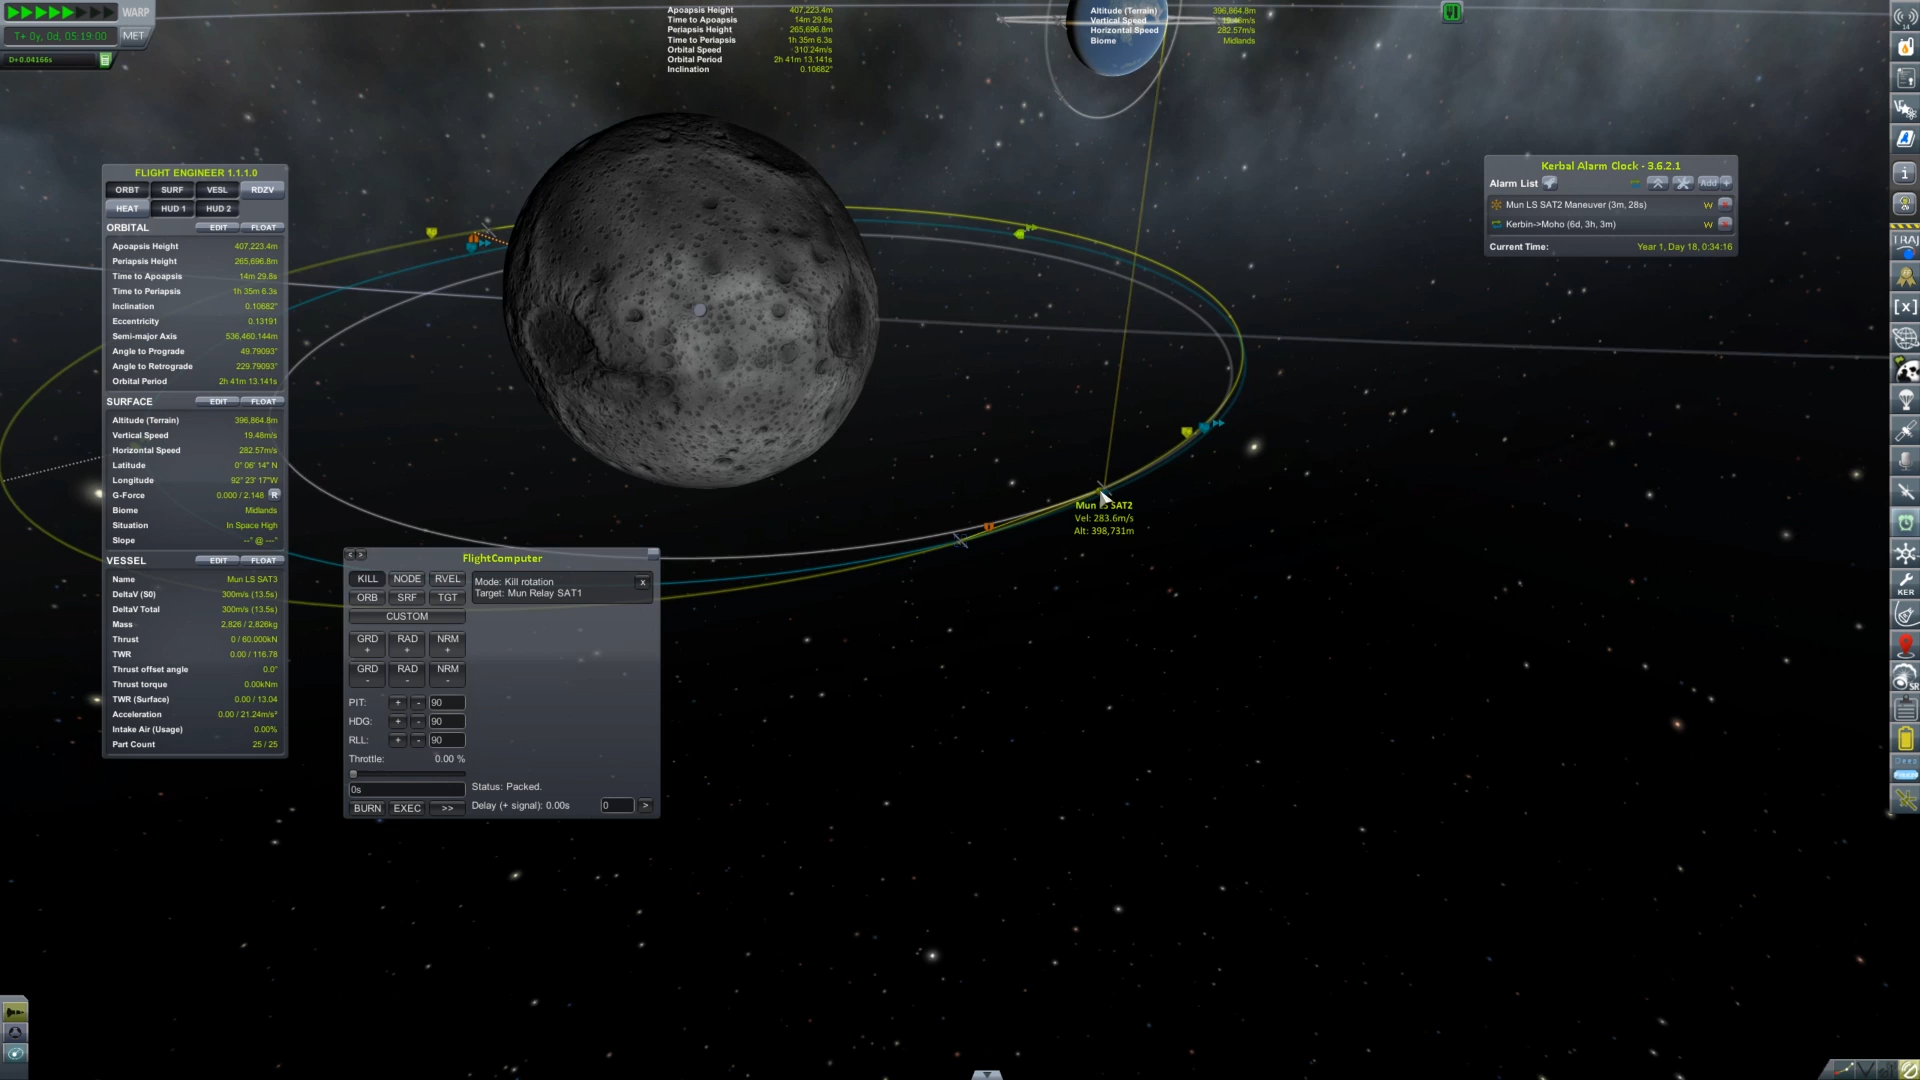 WARP
T+ 0y, 0d, 05:19:00 MET
D+0.04166s
Apoapsis Height 407,223.4m
Time to Apoapsis 14m 29.8s
Periapsis Height 265,696.8m
Time to Periapsis 1h 35m 6.3s
Orbital Speed 310.24m/s
Orbital Period 2h 41m 13.141s
Inclination 0.10682°
Altitude (Terrain) 396,864.8m
Vertical Speed 19.48m/s
Horizontal Speed 282.57m/s
Biome Midlands
FLIGHT ENGINEER 1.1.1.0
ORBT SURF VESL RDZV
HEAT HUD 1 HUD 2
ORBITAL EDIT FLOAT
Apoapsis Height 407,223.4m
Periapsis Height 265,696.8m
Time to Apoapsis 14m 29.8s
Time to Periapsis 1h 35m 6.3s
Inclination 0.10682°
Eccentricity 0.13191
Semi-major Axis 536,460.144m
Angle to Prograde 49.79093°
Angle to Retrograde 229.79093°
Orbital Period 2h 41m 13.141s
SURFACE EDIT FLOAT
Altitude (Terrain) 396,864.8m
Vertical Speed 19.48m/s
Horizontal Speed 282.57m/s
Latitude 0° 06' 14" N
Longitude 92° 23' 17"W
G-Force 0.000 / 2.148 R
Biome Midlands
Situation In Space High
Slope --° @ ---°
VESSEL EDIT FLOAT
Name Mun LS SAT3
DeltaV (S0) 300m/s (13.5s)
DeltaV Total 300m/s (13.5s)
Mass 2,826 / 2,826kg
Thrust 0 / 60.000kN
TWR 0.00 / 116.78
Thrust offset angle 0.0°
Thrust torque 0.00kNm
TWR (Surface) 0.00 / 13.04
Acceleration 0.00 / 21.24m/s²
Intake Air (Usage) 0.00%
Part Count 25 / 25
Kerbal Alarm Clock - 3.6.2.1
Alarm List Add +
Mun LS SAT2 Maneuver (3m, 28s) W
Kerbin->Moho (6d, 3h, 3m) W
Current Time: Year 1, Day 18, 0:34:16
Mun LS SAT2
Vel: 283.6m/s
Alt: 398,731m
< > FlightComputer
KILL NODE RVEL
ORB SRF TGT
CUSTOM
GRD + RAD + NRM +
GRD - RAD - NRM -
Mode: Kill rotation x
Target: Mun Relay SAT1
PIT: + - 90
HDG: + - 90
RLL: + - 90
Throttle: 0.00 %
0s
Status: Packed.
BURN EXEC >>
Delay (+ signal): 0.00s 0 >
14
TRAJ
[x]
KER
SR